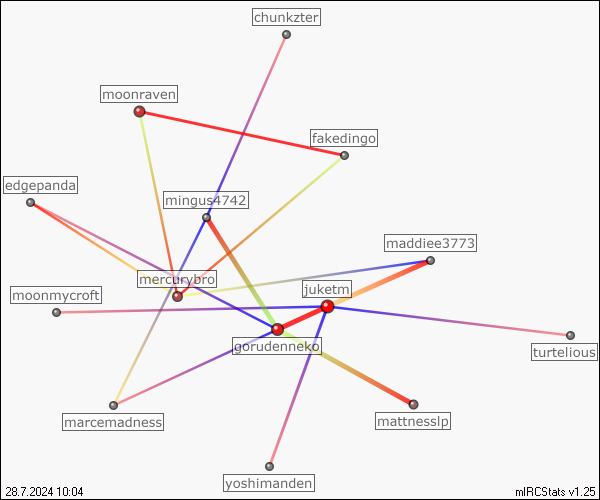 chunkzter
moonraven
fakedingo
edgepanda
mingus4742
maddiee3773
mercurybro
moonmycroft
juketm
gorudenneko
turtelious
marcemadness
mattnesslp
yoshimanden
28.7.2024 10:04
mIRCStats v1.25